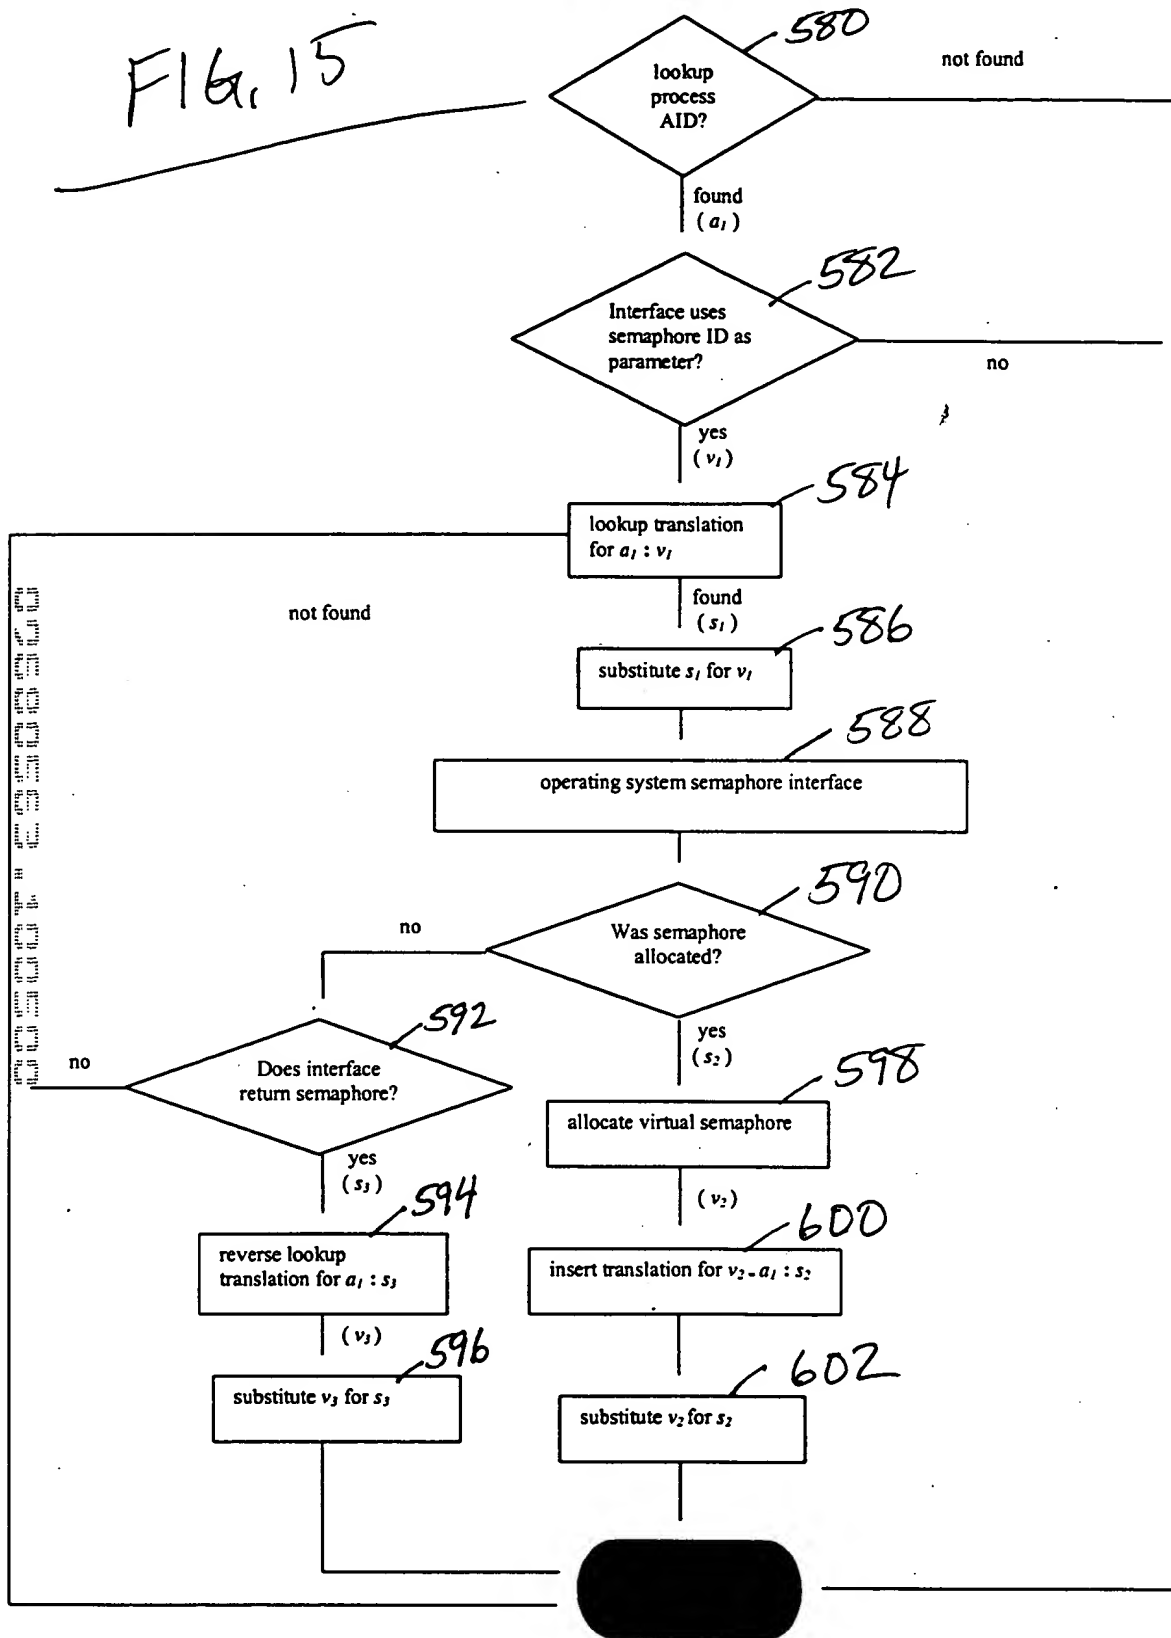 FIG. 15
580
lookup
process
AID?
not found
found
(a1)
582
Interface uses
semaphore ID as
parameter?
no
yes
(v1)
584
lookup translation
for a1 : v1
not found
found
(s1)
586
substitute s1 for v1
588
operating system semaphore interface
590
Was semaphore
allocated?
no
592
Does interface
return semaphore?
no
yes
(s2)
598
allocate virtual semaphore
yes
(s3)
594
reverse lookup
translation for a1 : s3
(v2)
600
insert translation for v2 - a1 : s2
(v3)
596
substitute v3 for s3
602
substitute v2 for s2